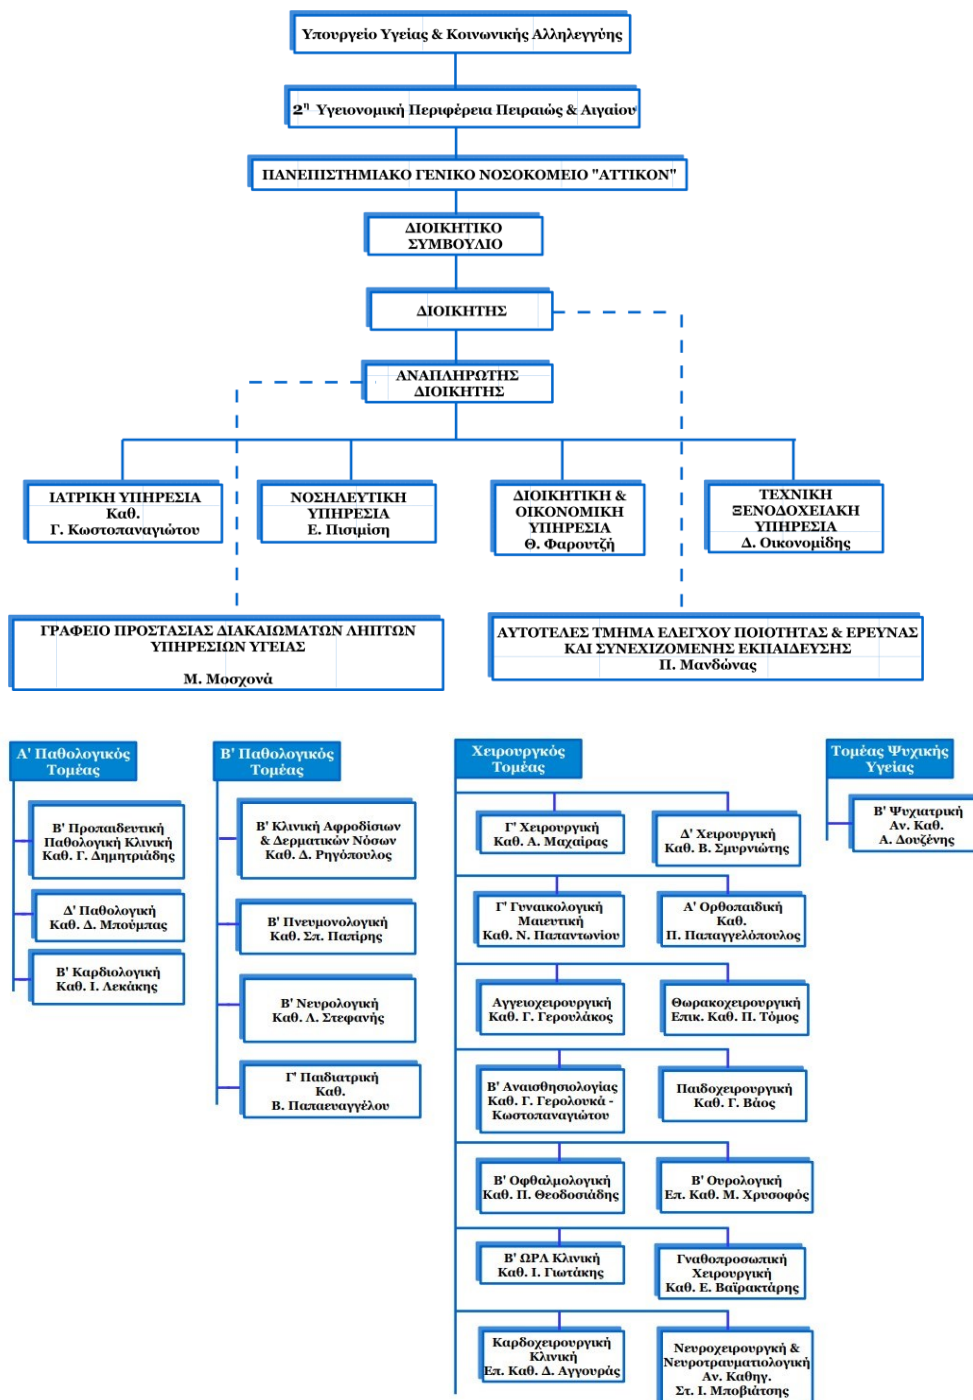 Υπουργείο Υγείας & Κοινωνικής Αλληλεγγύης
2η Υγειονομική Περιφέρεια Πειραιώς & Αιγαίου
ΠΑΝΕΠΙΣΤΗΜΙΑΚΟ ΓΕΝΙΚΟ ΝΟΣΟΚΟΜΕΙΟ "ΑΤΤΙΚΟΝ"
ΔΙΟΙΚΗΤΙΚΟ
ΣΥΜΒΟΥΛΙΟ
ΔΙΟΙΚΗΤΗΣ
ΑΝΑΠΛΗΡΩΤΗΣ
ΔΙΟΙΚΗΤΗΣ
ΙΑΤΡΙΚΗ ΥΠΗΡΕΣΙΑ
Καθ.
Γ. Κωστοπαναγιώτου
ΝΟΣΗΛΕΥΤΙΚΗ
ΥΠΗΡΕΣΙΑ
Ε. Πισιμίση
ΔΙΟΙΚΗΤΙΚΗ &
ΟΙΚΟΝΟΜΙΚΗ
ΥΠΗΡΕΣΙΑ
Θ. Φαρουτζή
ΤΕΧΝΙΚΗ
ΞΕΝΟΔΟΧΕΙΑΚΗ
ΥΠΗΡΕΣΙΑ
Δ. Οικονομίδης
ΓΡΑΦΕΙΟ ΠΡΟΣΤΑΣΙΑΣ ΔΙΑΚΑΙΩΜΑΤΩΝ ΛΗΠΤΩΝ
ΥΠΗΡΕΣΙΩΝ ΥΓΕΙΑΣ
Μ. Μοσχονά
ΑΥΤΟΤΕΛΕΣ ΤΜΗΜΑ ΕΛΕΓΧΟΥ ΠΟΙΟΤΗΤΑΣ & ΕΡΕΥΝΑΣ
ΚΑΙ ΣΥΝΕΧΙΖΟΜΕΝΗΣ ΕΚΠΑΙΔΕΥΣΗΣ
Π. Μανδώνας
Α' Παθολογικός
Τομέας
Β' Προπαιδευτική
Παθολογική Κλινική
Καθ. Γ. Δημητριάδης
Δ' Παθολογική
Καθ. Δ. Μπούμπας
Β' Καρδιολογική
Καθ. Ι. Λεκάκης
Β' Παθολογικός
Τομέας
Β' Κλινική Αφροδίσιων
& Δερματικών Νόσων
Καθ. Δ. Ρηγόπουλος
Β' Πνευμονολογική
Καθ. Σπ. Παπίρης
Β' Νευρολογική
Καθ. Λ. Στεφανής
Γ' Παιδιατρική
Καθ.
Β. Παπαευαγγέλου
Χειρουργκός
Τομέας
Γ' Χειρουργική
Καθ. Α. Μαχαίρας
Δ' Χειρουργική
Καθ. Β. Σμυρνιώτης
Γ' Γυναικολογική
Μαιευτική
Καθ. Ν. Παπαντωνίου
Α' Ορθοπαιδική
Καθ.
Π. Παπαγγελόπουλος
Αγγειοχειρουργική
Καθ. Γ. Γερουλάκος
Θωρακοχειρουργική
Επικ. Καθ. Π. Τόμος
Β' Αναισθησιολογίας
Καθ. Γ. Γερολουκά -
Κωστοπαναγιώτου
Παιδοχειρουργική
Καθ. Γ. Βάος
Β' Οφθαλμολογική
Καθ. Π. Θεοδοσιάδης
Β' Ουρολογική
Επ. Καθ. Μ. Χρυσοφός
Β' ΩΡΛ Κλινική
Καθ. Ι. Γιωτάκης
Γναθοπροσωπική
Χειρουργική
Καθ. Ε. Βαϊρακτάρης
Καρδοχειρουργική
Κλινική
Επ. Καθ. Δ. Αγγουράς
Νευροχειρουργκή &
Νευροτραυματιολογική
Αν. Καθηγ.
Στ. Ι. Μποβιάτσης
Τομέας Ψυχικής
Υγείας
Β' Ψυχιατρική
Αν. Καθ.
Α. Δουζένης